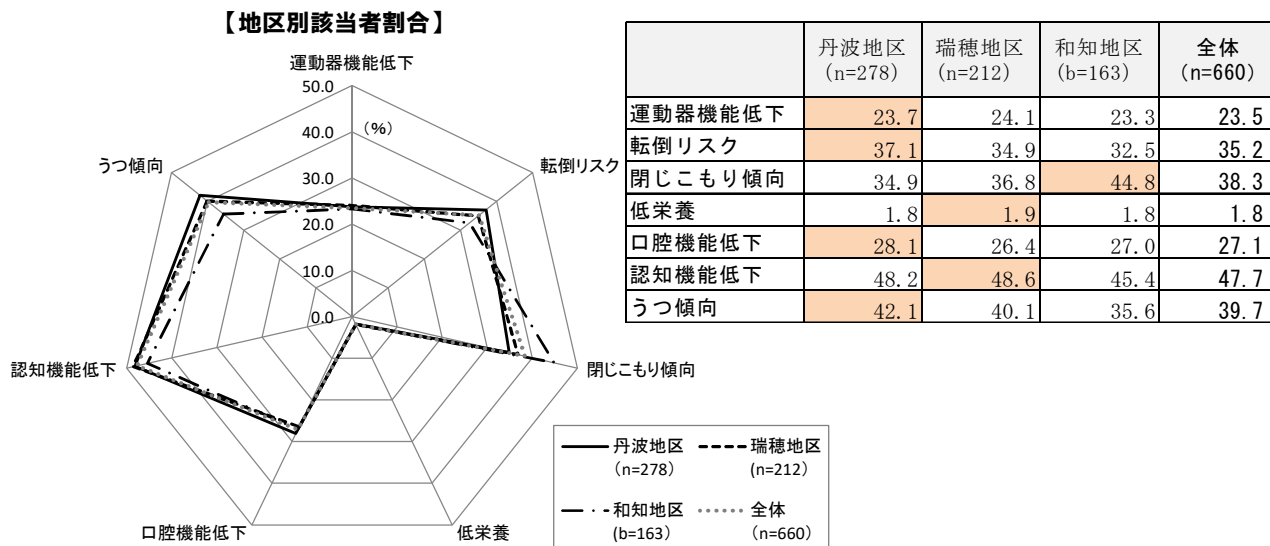 【地区別該当者割合】
運動器機能低下
50.0
40.0
(%)
30.0
20.0
10.0
0.0
転倒リスク
閉じこもり傾向
低栄養
口腔機能低下
認知機能低下
うつ傾向
丹波地区 瑞穂地区
(n=278) (n=212)
和知地区 全体
(b=163) (n=660)
丹波地区 瑞穂地区 和知地区 全体
(n=278) (n=212) (b=163) (n=660)
運動器機能低下 23.7 24.1 23.3 23.5
転倒リスク 37.1 34.9 32.5 35.2
閉じこもり傾向 34.9 36.8 44.8 38.3
低栄養 1.8 1.9 1.8 1.8
口腔機能低下 28.1 26.4 27.0 27.1
認知機能低下 48.2 48.6 45.4 47.7
うつ傾向 42.1 40.1 35.6 39.7